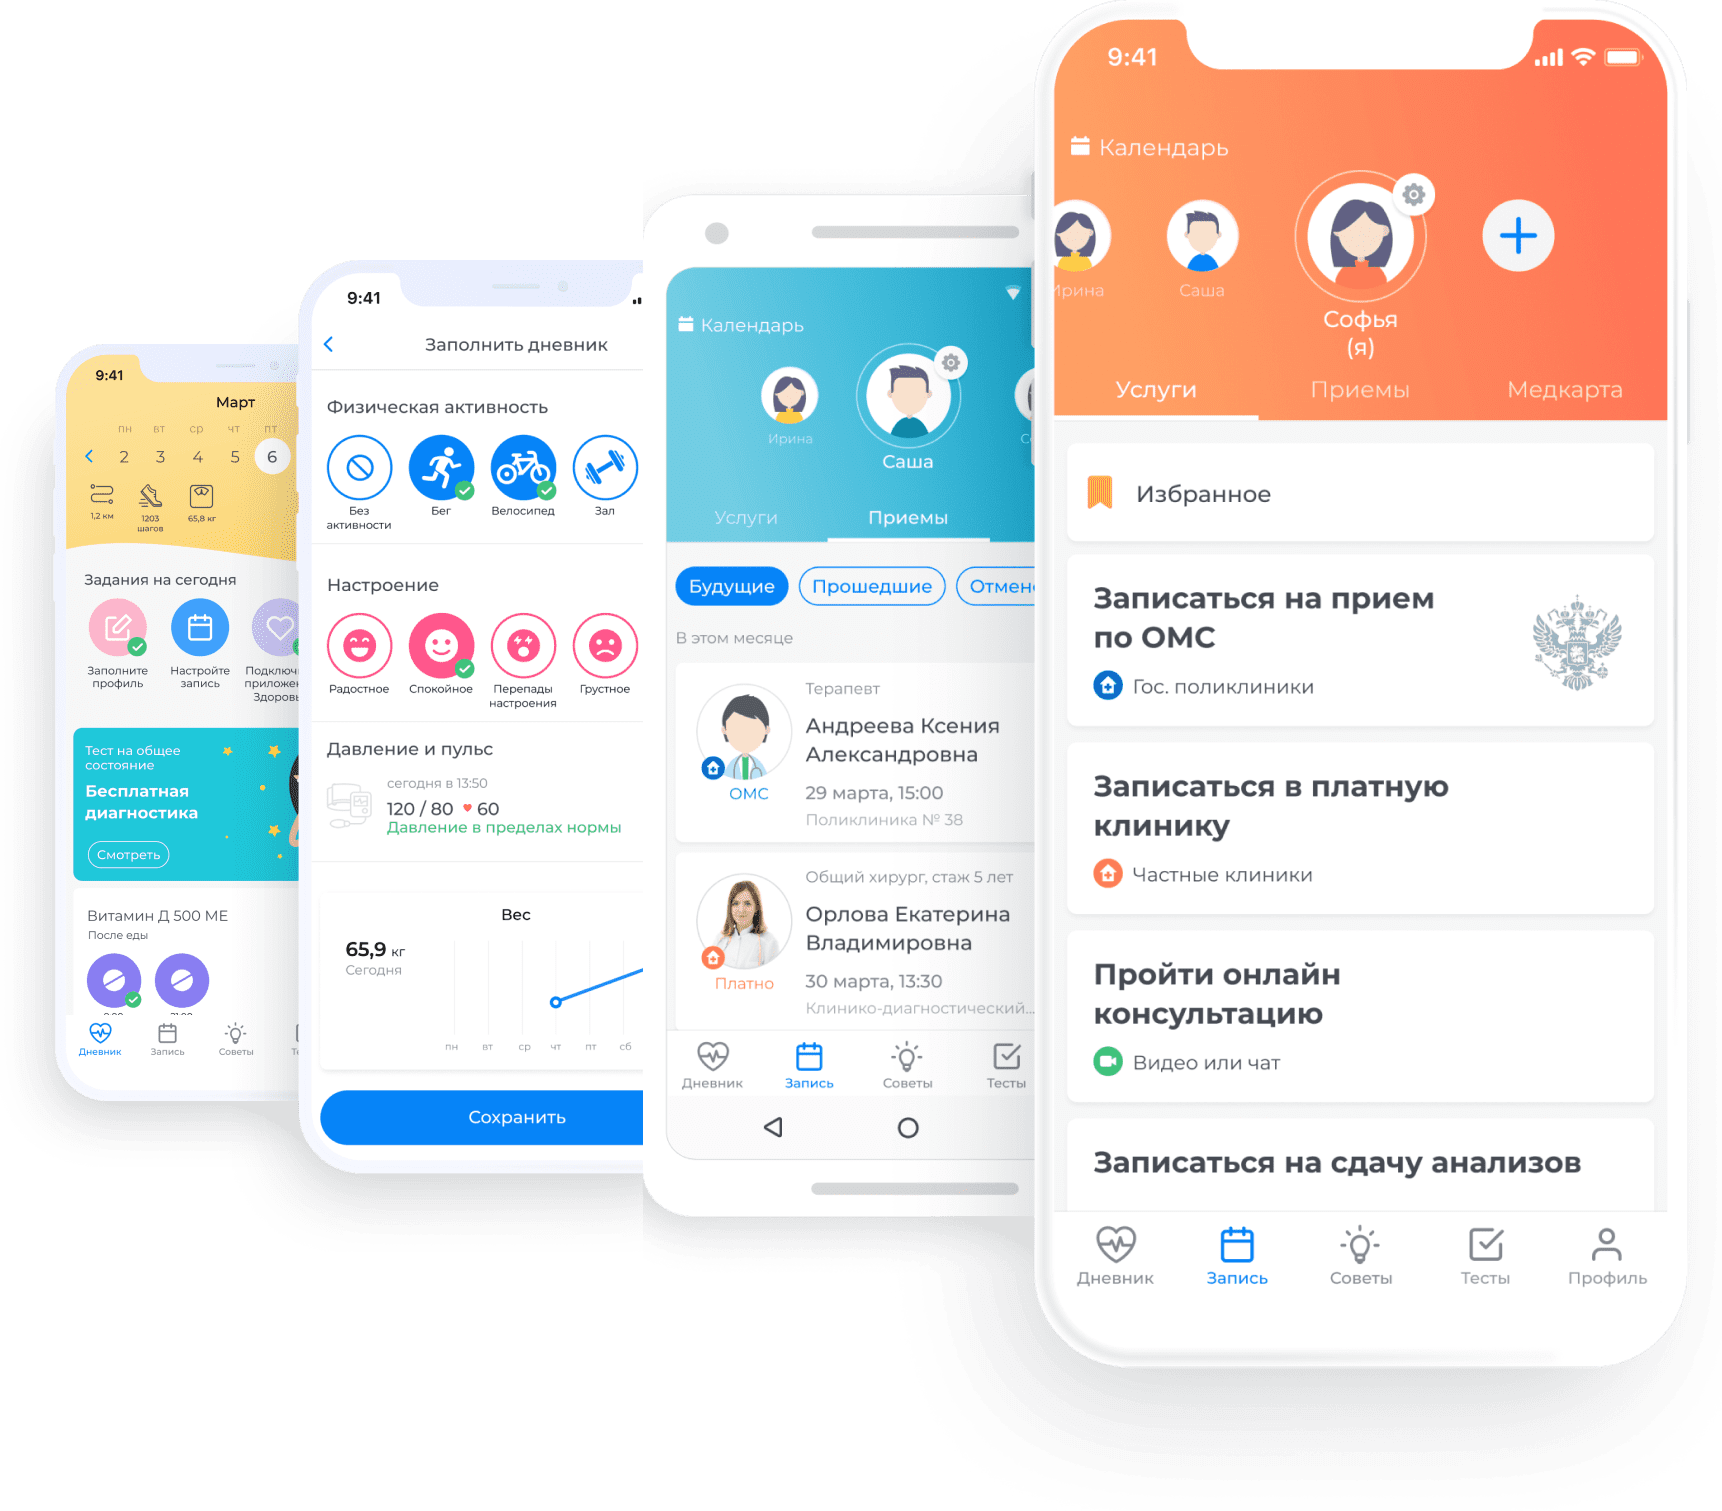 9:41
Март
пн вт ср чт пт
2 3 4 5 6
1,2 км
1203
шагов
65,8 кг
Задания на сегодня
Заполните
профиль
Настройте
запись
Здоровь
Тест на общее
состояние
Бесплатная
диагностика
Смотреть
Витамин Д 500 МЕ
После еды
Дневник
Запись
Советы
9:41
Заполнить дневник
Физическая активность
Без
активности
Бег
Велосипед
Зал
Настроение
Радостное
Спокойное
Перепады
настроения
Грустное
Давление и пульс
сегодня в 13:50
120 / 80 60
Давление в пределах нормы
Вес
65,9 кг
Сегодня
пн вт ср чт пт сб
Сохранить
Календарь
Ирина
Саша
Услуги
Приемы
Будущие
Прошедшие
Отмен
В этом месяце
Терапевт
Андреева Ксения
Александровна
ОМС
29 марта, 15:00
Поликлиника № 38
Общий хирург, стаж 5 лет
Орлова Екатерина
Владимировна
Платно
30 марта, 13:30
Клинико-диагностический...
Дневник
Запись
Советы
Тесты
9:41
Календарь
Ирина
Саша
Софья
(я)
Услуги
Приемы
Медкарта
Избранное
Записаться на прием
по ОМС
Гос. поликлиники
Записаться в платную
клинику
Частные клиники
Пройти онлайн
консультацию
Видео или чат
Записаться на сдачу анализов
Дневник
Запись
Советы
Тесты
Профиль